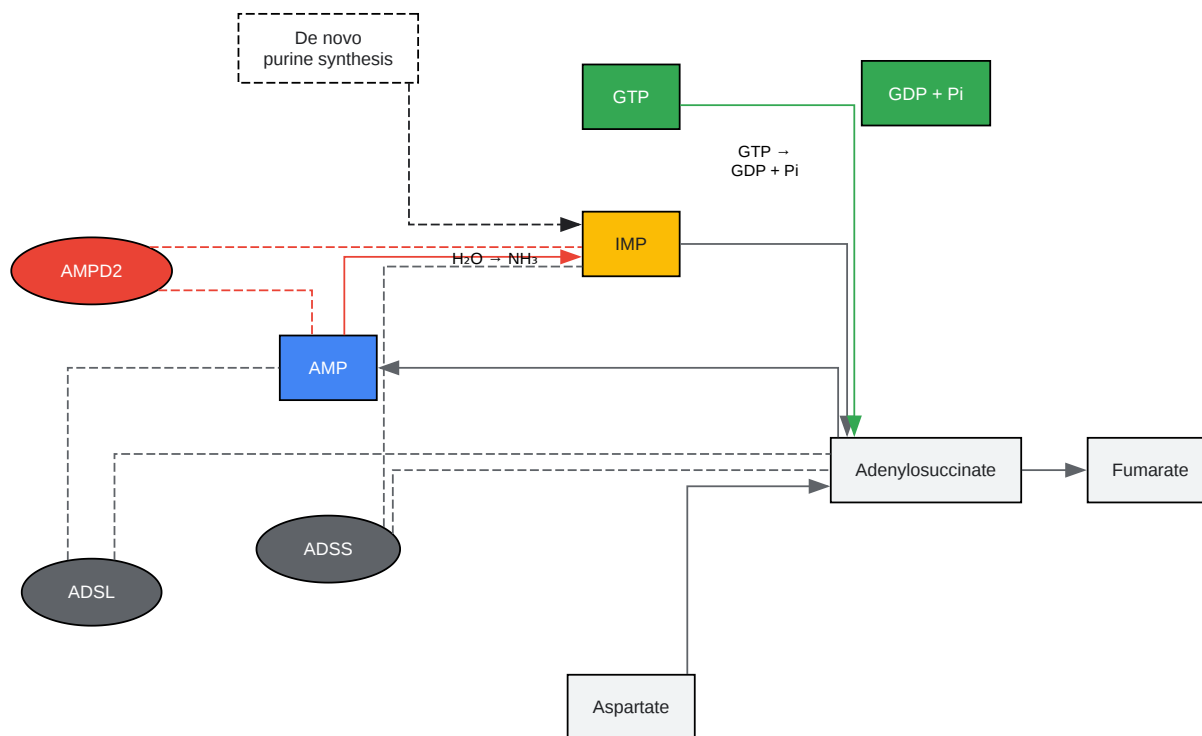 De novo
purine synthesis
GTP
GDP + Pi
GTP →
GDP + Pi
IMP
AMPD2
H₂O → NH₃
AMP
Adenylosuccinate
Fumarate
ADSS
ADSL
Aspartate